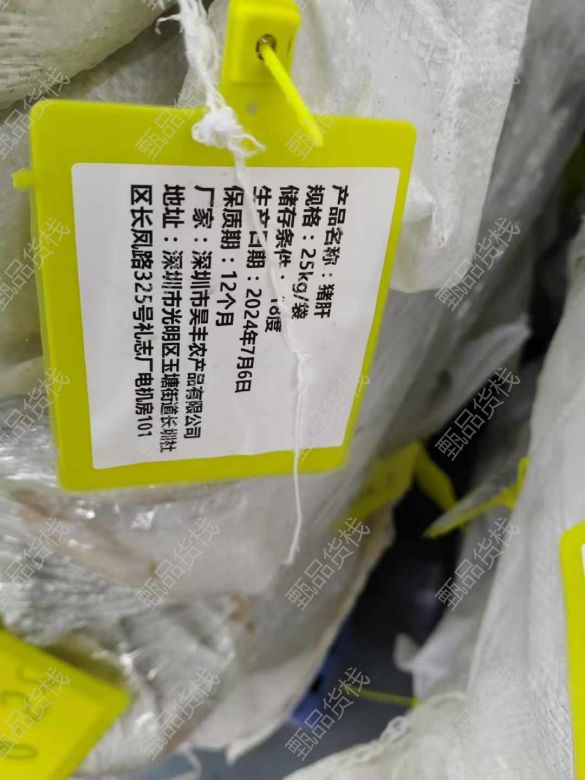 产品名称：猪肝
规格：25kg/袋
储存条件：18度
生产日期：2024年7月6日
保质期：12个月
厂家：深圳市昊丰农产品有限公司
地址：深圳市光明区玉塘街道长圳社
区长凤路325号礼志厂电机房101
甄品货栈